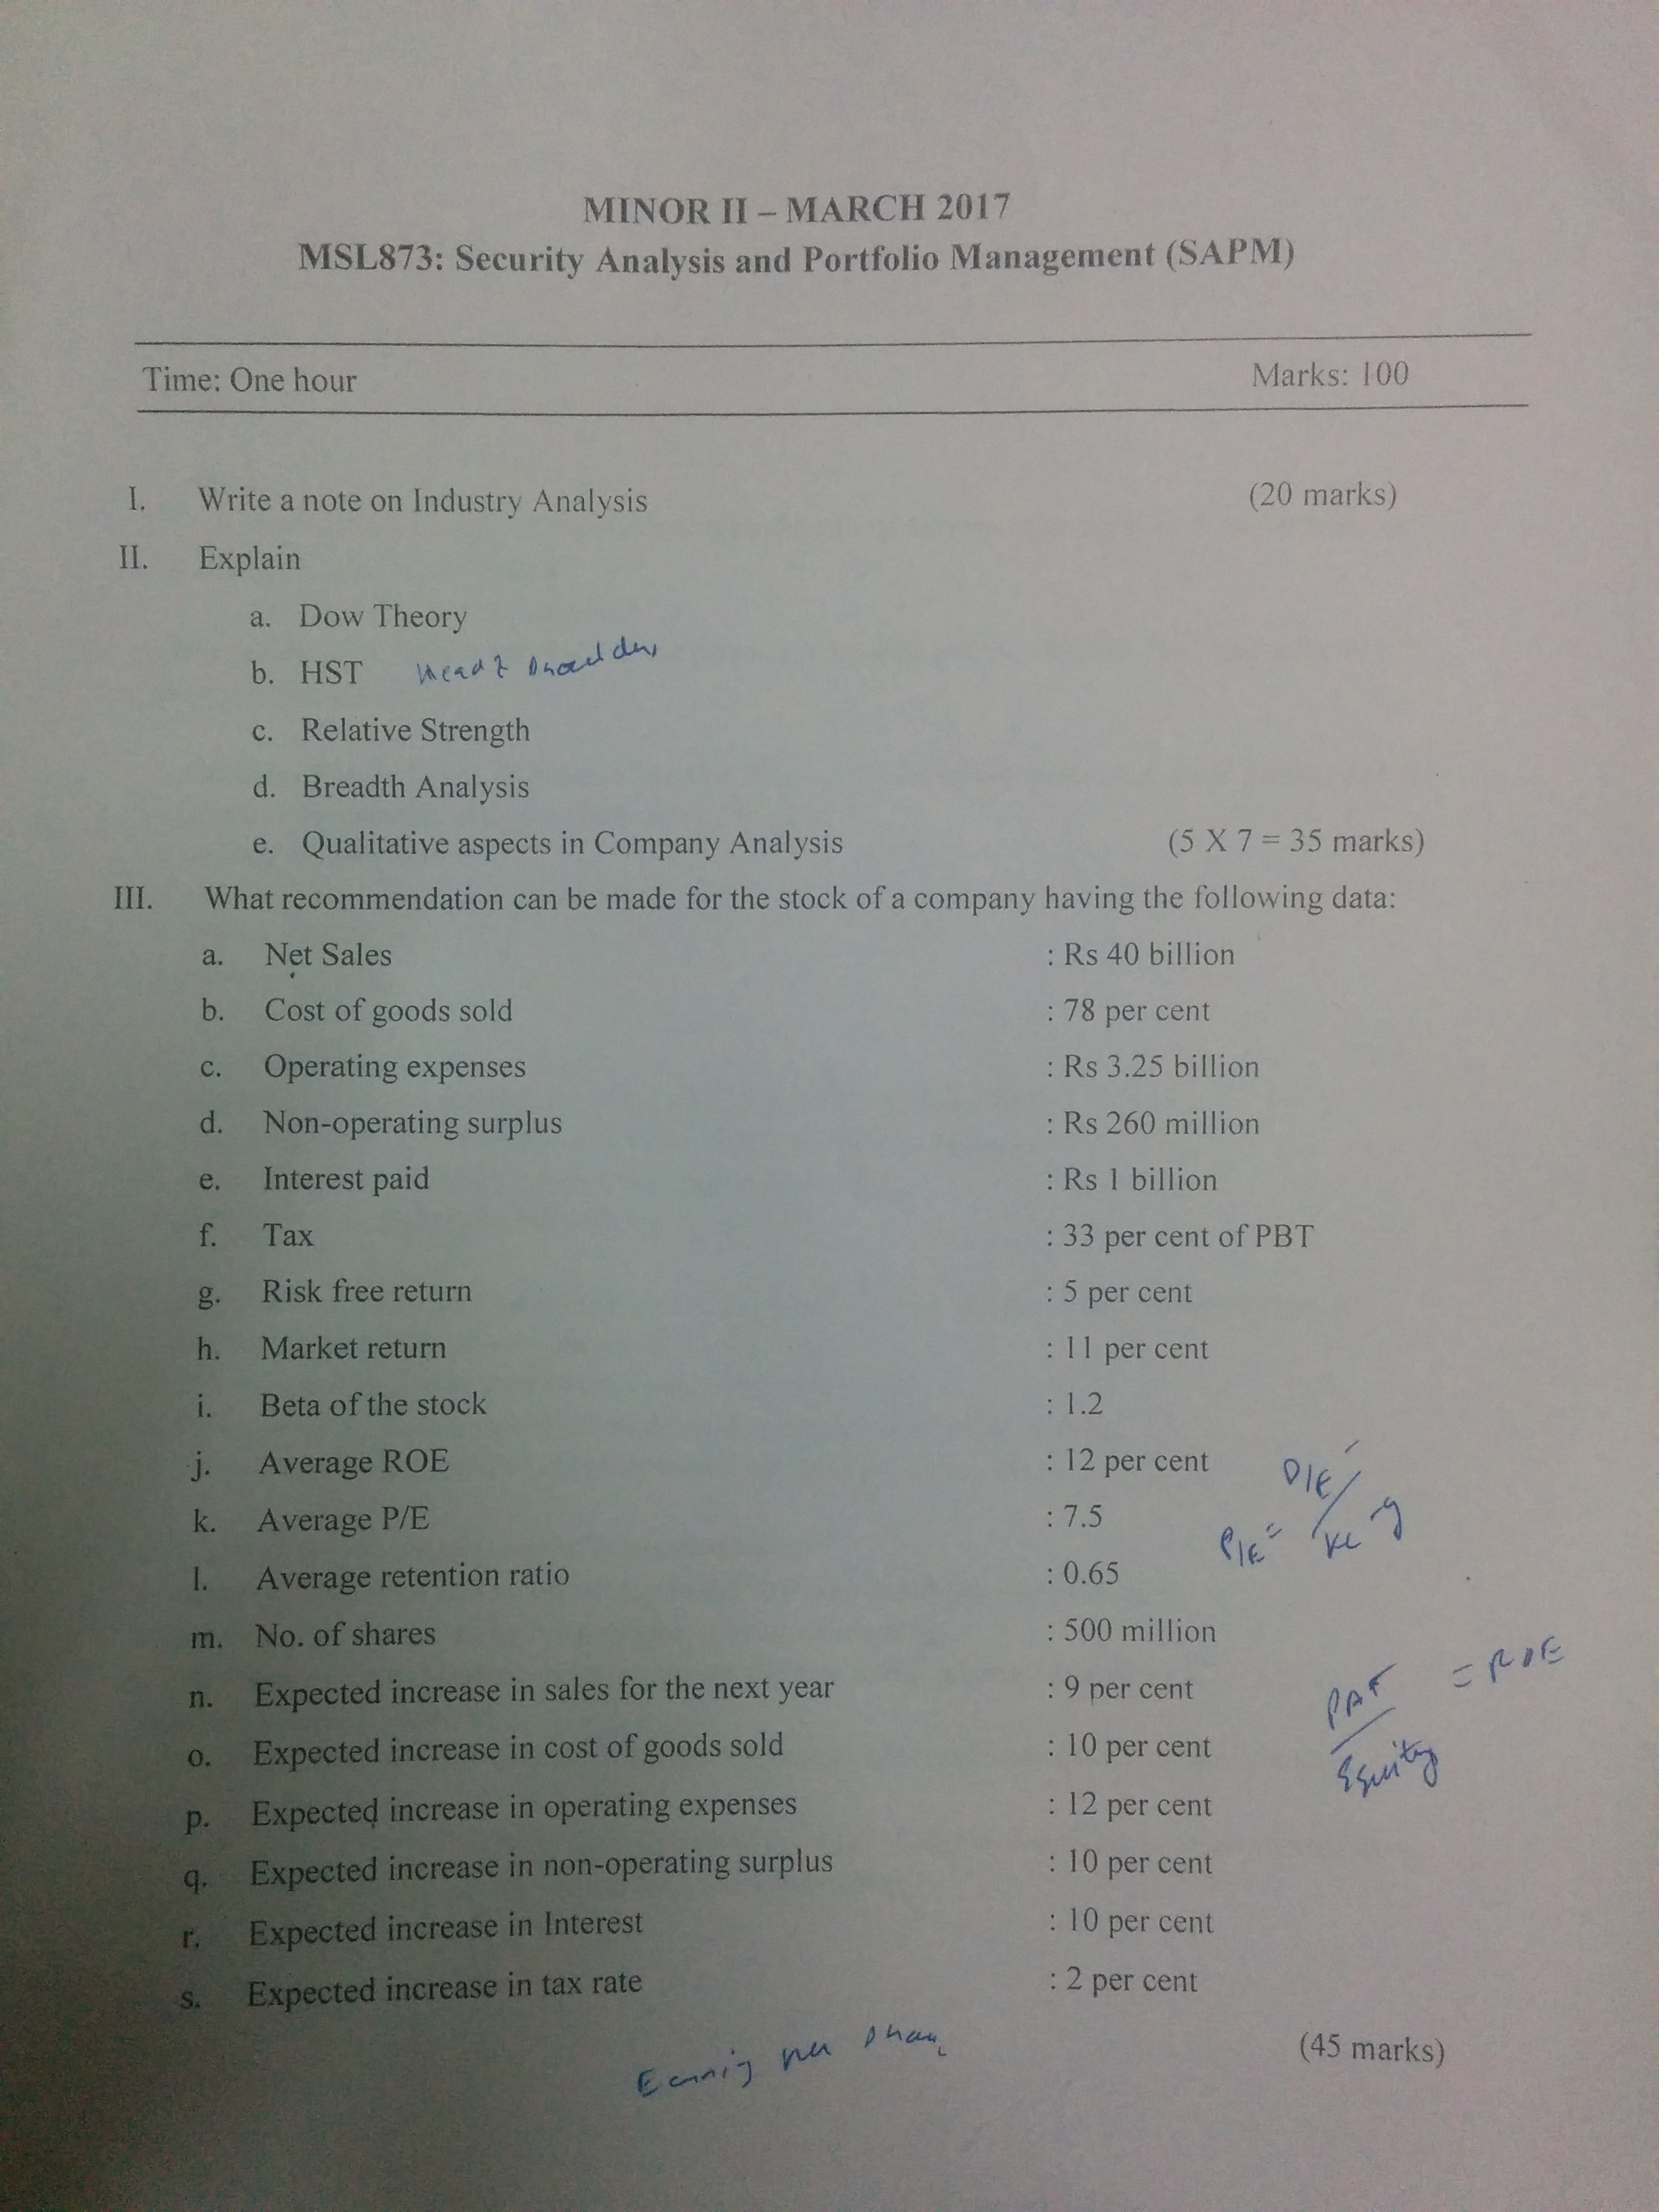 MINOR II – MARCH 2017
MSL873: Security Analysis and Portfolio Management (SAPM)
Time: One hour Marks: 100
I. Write a note on Industry Analysis (20 marks)
II. Explain
a. Dow Theory
b. HST Head &
c. Relative Strength
d. Breadth Analysis
e. Qualitative aspects in Company Analysis (5 X 7 = 35 marks)
III. What recommendation can be made for the stock of a company having the following data:
a. Net Sales : Rs 40 billion
b. Cost of goods sold : 78 per cent
c. Operating expenses : Rs 3.25 billion
d. Non-operating surplus : Rs 260 million
e. Interest paid : Rs 1 billion
f. Tax : 33 per cent of PBT
g. Risk free return : 5 per cent
h. Market return : 11 per cent
i. Beta of the stock : 1.2
j. Average ROE : 12 per cent
D/E
k. Average P/E : 7.5
P/E =
l. Average retention ratio : 0.65
m. No. of shares : 500 million
= ROE
n. Expected increase in sales for the next year : 9 per cent
PAT
o. Expected increase in cost of goods sold : 10 per cent
Equity
p. Expected increase in operating expenses : 12 per cent
q. Expected increase in non-operating surplus : 10 per cent
r. Expected increase in Interest : 10 per cent
s. Expected increase in tax rate : 2 per cent
(45 marks)
per